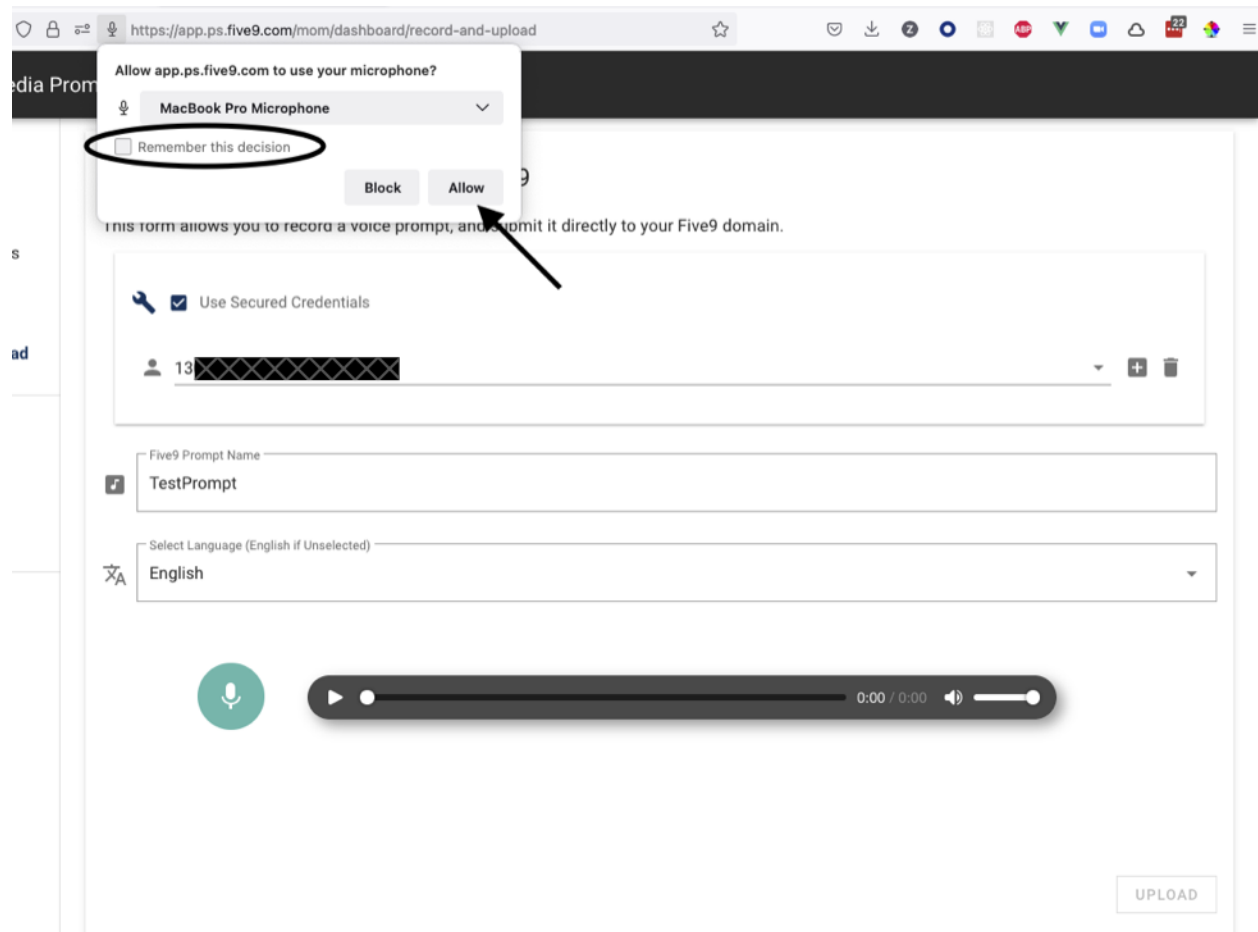 https://app.ps.five9.com/mom/dashboard/record-and-upload
22
ABP
Z
edia Prom
Allow app.ps.five9.com to use your microphone?
MacBook Pro Microphone
Remember this decision
Block Allow
9
This form allows you to record a voice prompt, and submit it directly to your Five9 domain.
s
Use Secured Credentials
ad
13
Five9 Prompt Name
TestPrompt
Select Language (English if Unselected)
English
0:00 / 0:00
UPLOAD